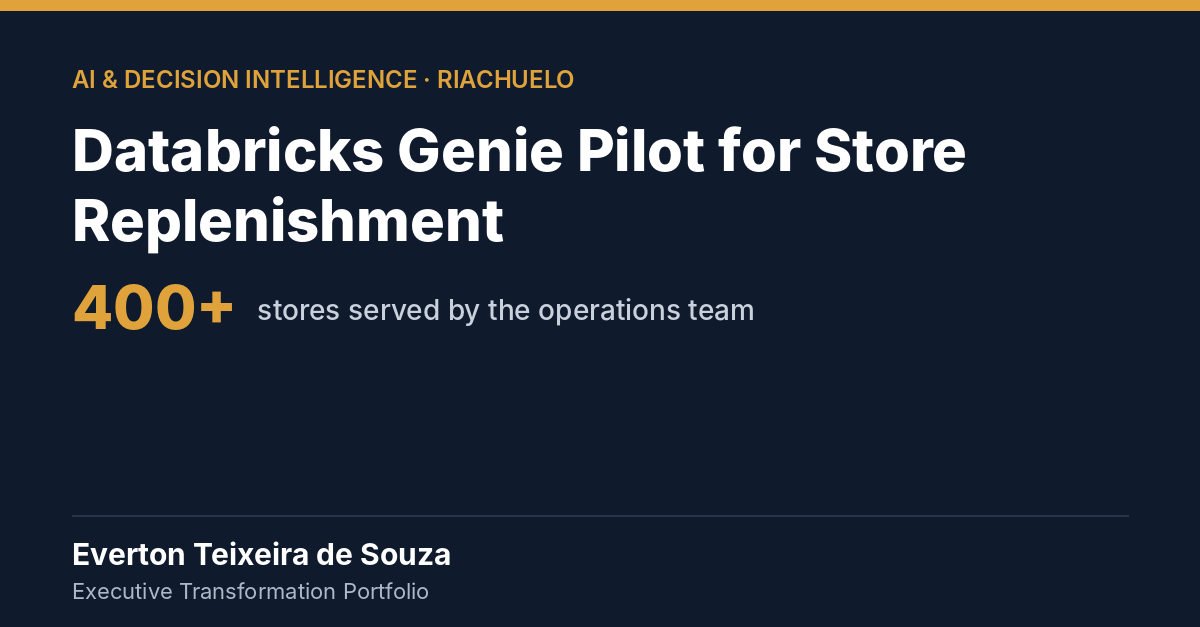 AI & DECISION INTELLIGENCE · RIACHUELO
Databricks Genie Pilot for Store
Replenishment
400+ stores served by the operations team
Everton Teixeira de Souza
Executive Transformation Portfolio